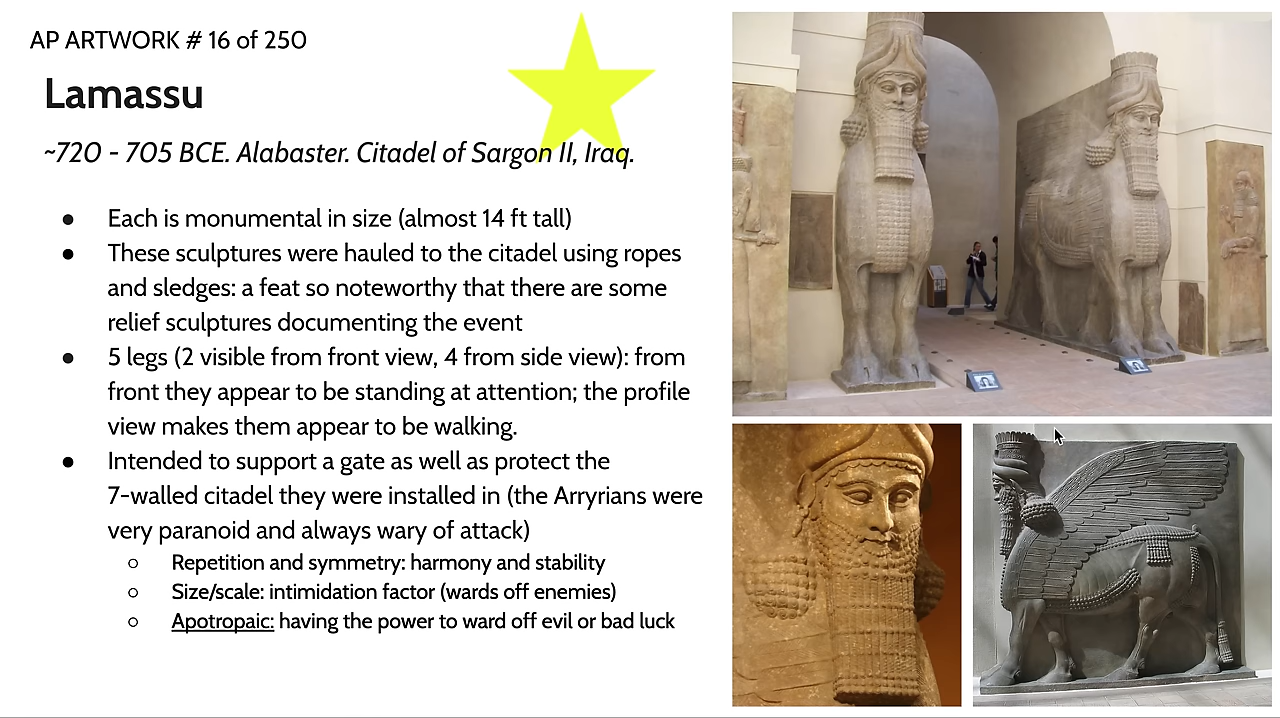 AP ARTWORK # 16 of 250
Lamassu
~720 - 705 BCE. Alabaster. Citadel of Sargon II, Iraq.
● Each is monumental in size (almost 14 ft tall)
● These sculptures were hauled to the citadel using ropes
and sledges: a feat so noteworthy that there are some
relief sculptures documenting the event
● 5 legs (2 visible from front view, 4 from side view): from
front they appear to be standing at attention; the profile
view makes them appear to be walking.
● Intended to support a gate as well as protect the
7-walled citadel they were installed in (the Arryrians were
very paranoid and always wary of attack)
○ Repetition and symmetry: harmony and stability
○ Size/scale: intimidation factor (wards off enemies)
○ Apotropaic: having the power to ward off evil or bad luck